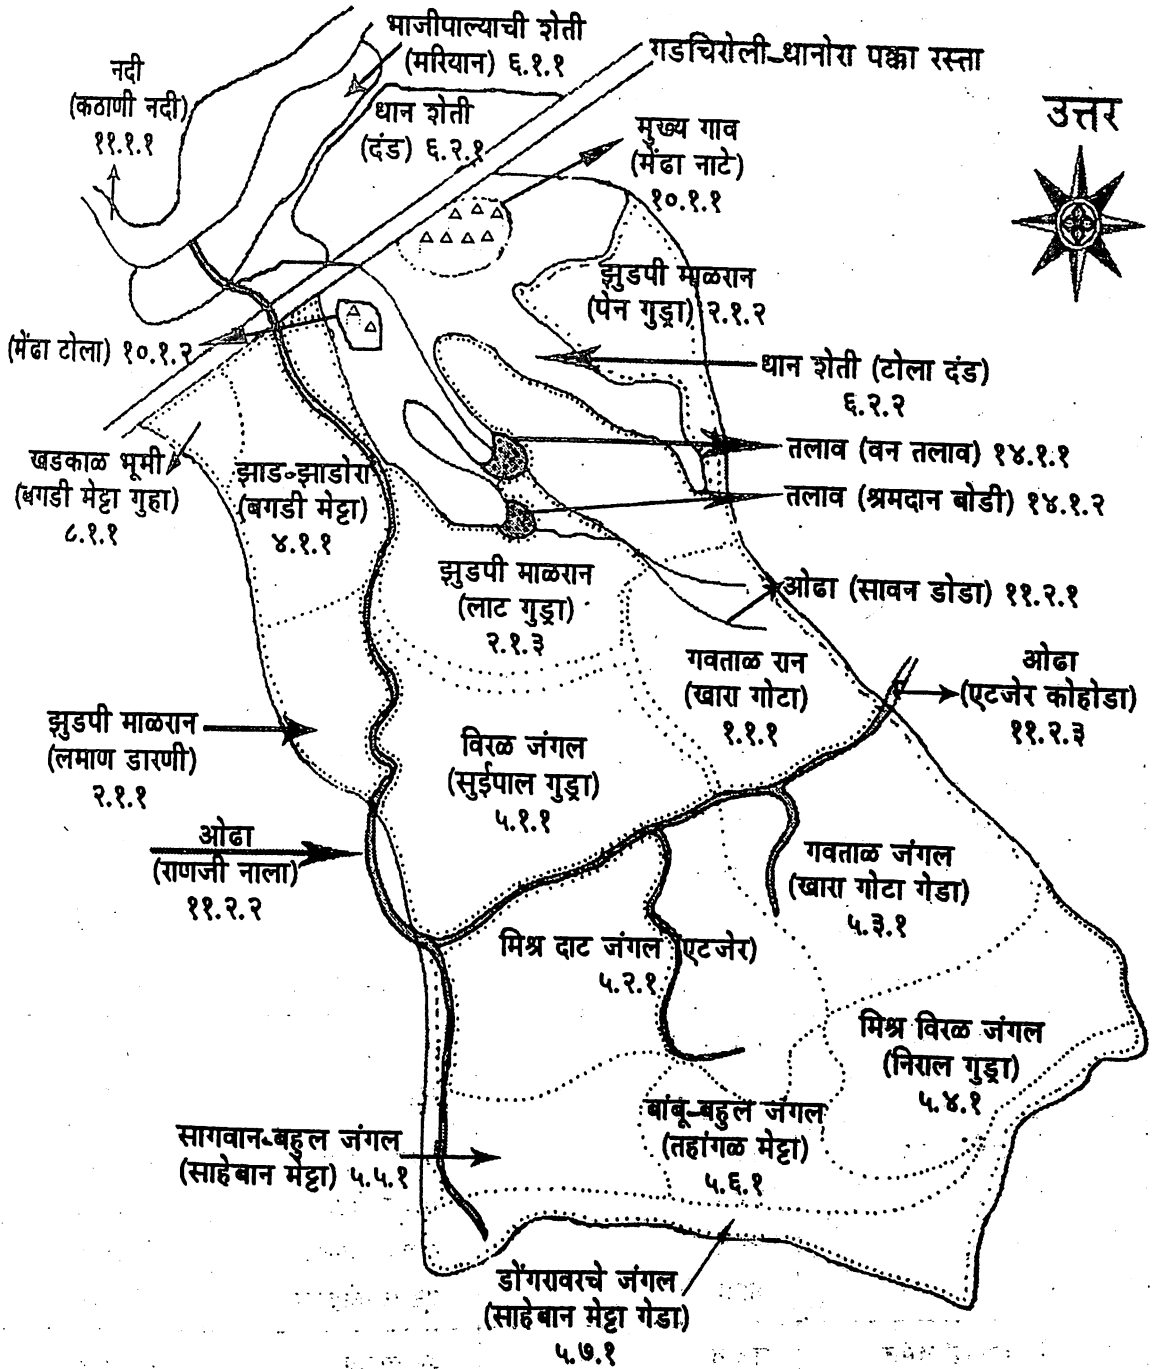 भाजीपाल्याची शेती
(मरियान) ६.१.१
गडचिरोली-धानोरा पक्का रस्ता
नदी
(कठाणी नदी)
११.१.१
धान शेती
(दंड) ६.२.१
मुख्य गाव
(मेंढा नाटे)
१०.१.१
उत्तर
झुडपी माळरान
(पेन गुड्रा) २.१.२
(मेंढा टोला) १०.१.२
धान शेती (टोला दंड)
६.२.२
तलाव (वन तलाव) १४.१.१
तलाव (श्रमदान बोडी) १४.१.२
खडकाळ भूमी
(बगडी मेट्टा गुहा)
८.१.१
झाड-झाडोरा
(बगडी मेट्टा)
४.१.१
झुडपी माळरान
(लाट गुड्रा)
२.१.३
ओढा (सावन डोडा) ११.२.१
गवताळ रान
(खारा गोटा)
१.१.१
ओढा
(एटजेर कोहोडा)
११.२.३
झुडपी माळरान
(लमाण डारणी)
२.१.१
विरळ जंगल
(सुईपाल गुड्रा)
५.१.१
ओढा
(राणजी नाला)
११.२.२
गवताळ जंगल
(खारा गोटा गेडा)
५.३.१
मिश्र दाट जंगल (एटजेर)
५.२.१
मिश्र विरळ जंगल
(निराल गुड्रा)
५.४.१
बांबू-बहुल जंगल
(तहांगळ मेट्टा)
५.६.१
सागवान-बहुल जंगल
(साहेबान मेट्टा) ५.५.१
डोंगरावरचे जंगल
(साहेबान मेट्टा गेडा)
५.७.१